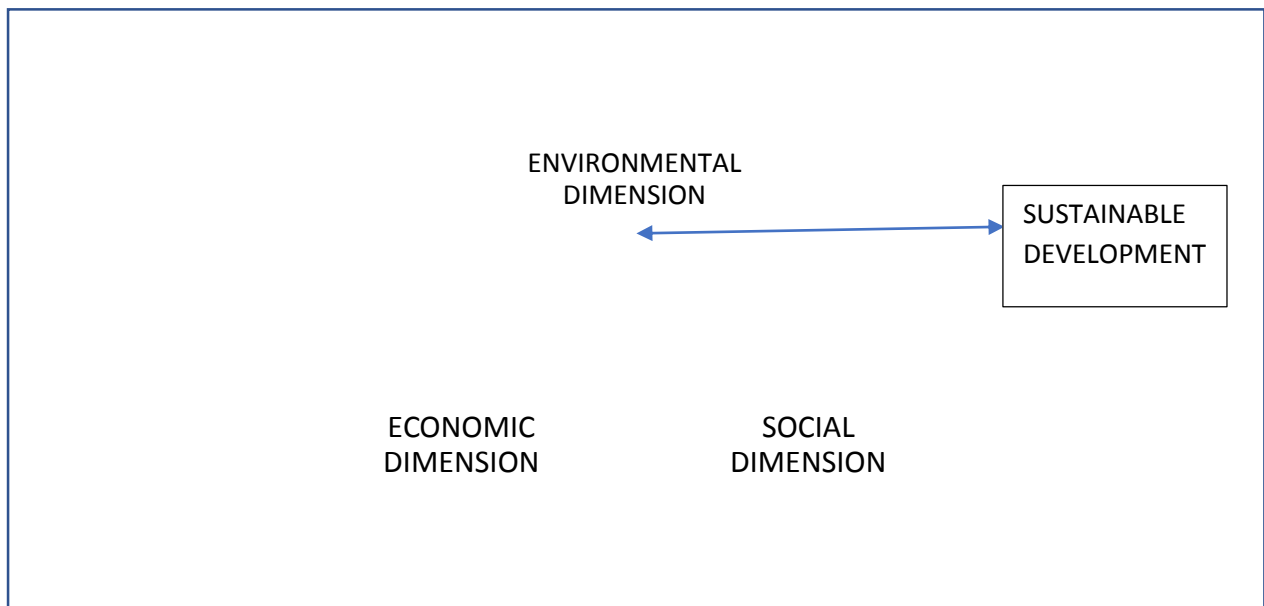 ENVIRONMENTAL
DIMENSION
SUSTAINABLE
DEVELOPMENT
ECONOMIC
DIMENSION
SOCIAL
DIMENSION